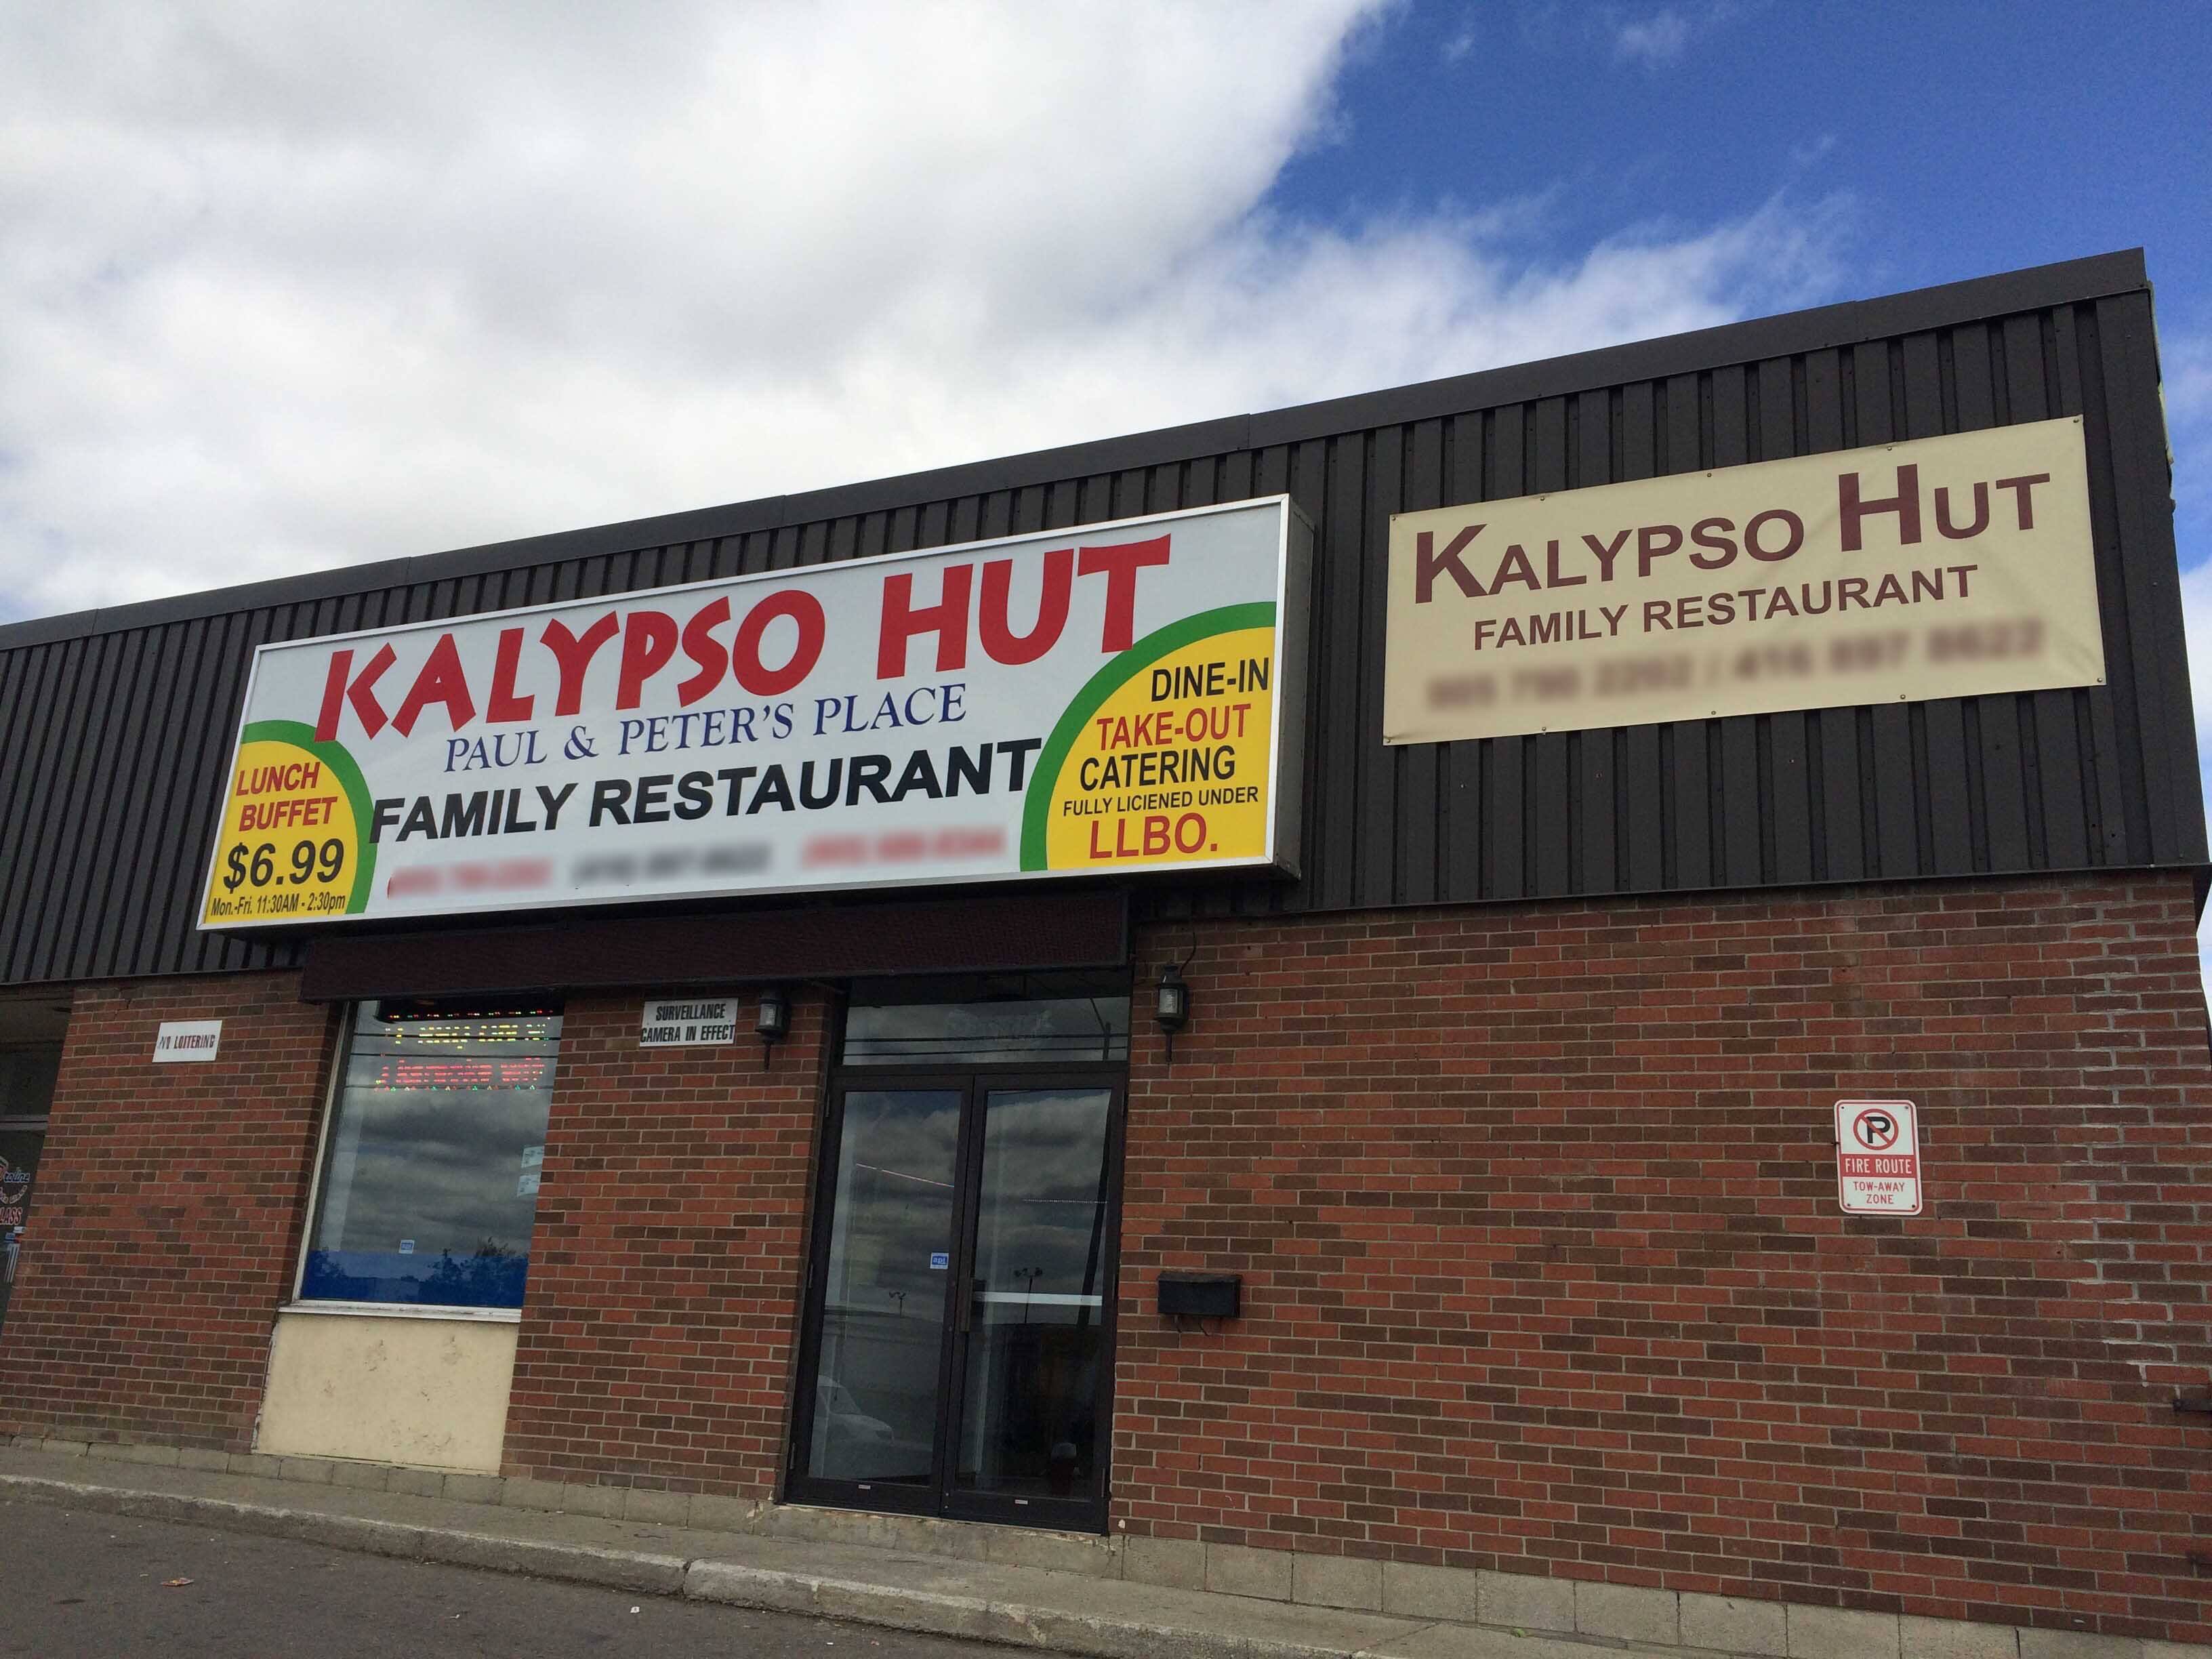 KALYPSO HUT
PAUL & PETER'S PLACE
FAMILY RESTAURANT
LUNCH
BUFFET
$6.99
Mon.-Fri. 11:30AM - 2:30pm
DINE-IN
TAKE-OUT
CATERING
FULLY LICIENED UNDER
LLBO.
KALYPSO HUT
FAMILY RESTAURANT
NO LOITERING
SURVEILLANCE
CAMERA IN EFFECT
P
FIRE ROUTE
TOW-AWAY
ZONE